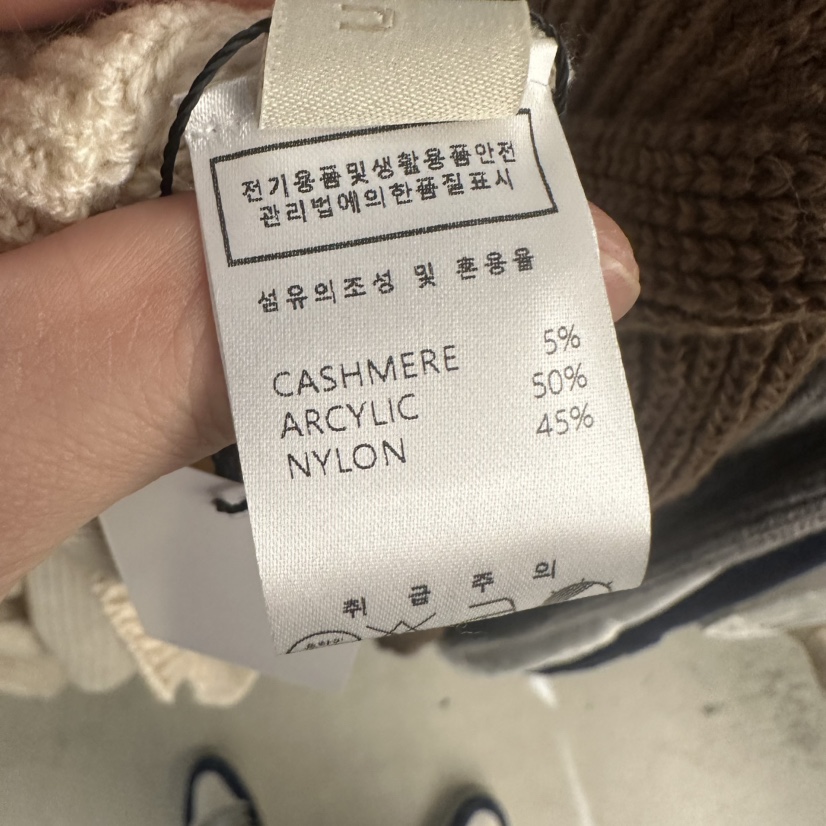 전기용품및생활용품안전
관리법에의한품질표시
섬유의조성 및 혼용율
CASHMERE 5%
ARCYLIC 50%
NYLON 45%
취급주의